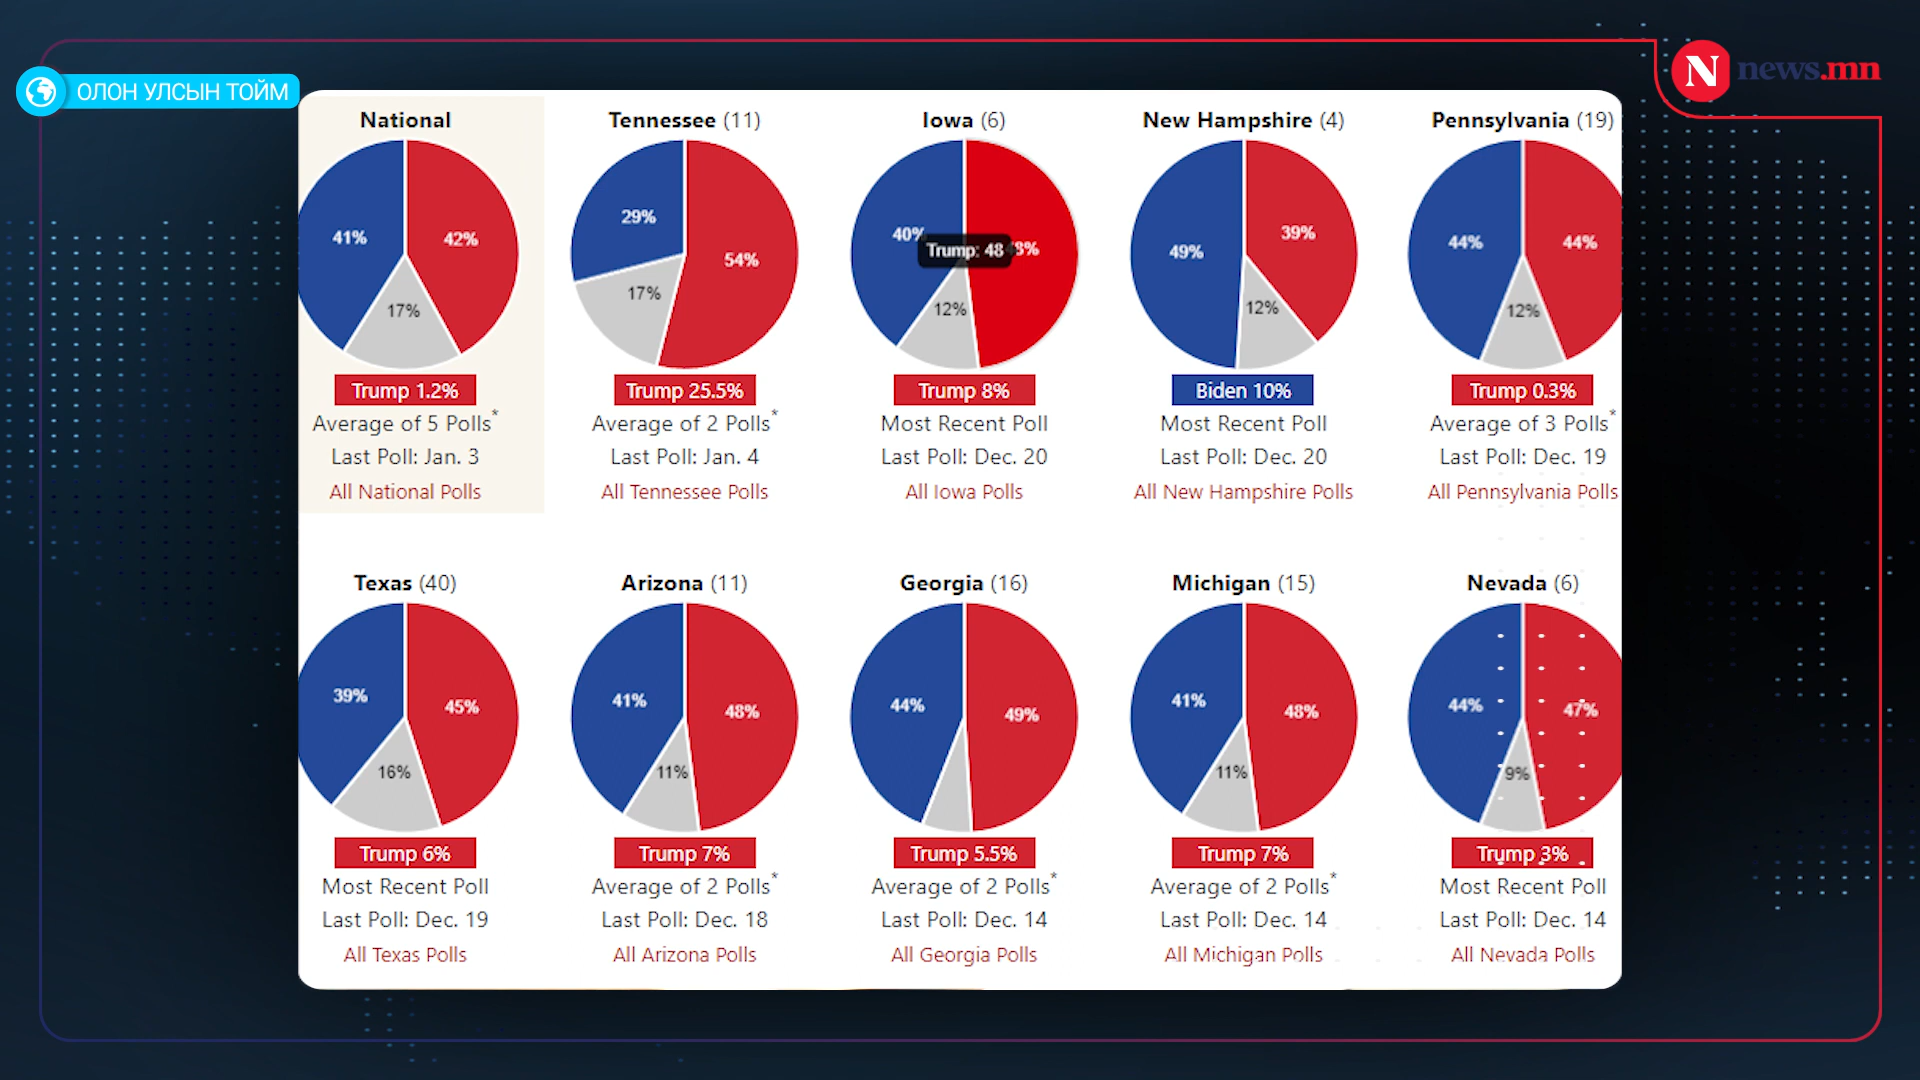 ОЛОН УЛСЫН ТОЙМ
N news.mn
National
41%
42%
17%
Trump 1.2%
Average of 5 Polls*
Last Poll: Jan. 3
All National Polls
Tennessee (11)
29%
54%
17%
Trump 25.5%
Average of 2 Polls*
Last Poll: Jan. 4
All Tennessee Polls
Iowa (6)
40%
Trump: 48
8%
12%
Trump 8%
Most Recent Poll
Last Poll: Dec. 20
All Iowa Polls
New Hampshire (4)
49%
39%
12%
Biden 10%
Most Recent Poll
Last Poll: Dec. 20
All New Hampshire Polls
Pennsylvania (19)
44%
44%
12%
Trump 0.3%
Average of 3 Polls*
Last Poll: Dec. 19
All Pennsylvania Polls
Texas (40)
39%
45%
16%
Trump 6%
Most Recent Poll
Last Poll: Dec. 19
All Texas Polls
Arizona (11)
41%
48%
11%
Trump 7%
Average of 2 Polls*
Last Poll: Dec. 18
All Arizona Polls
Georgia (16)
44%
49%
Trump 5.5%
Average of 2 Polls*
Last Poll: Dec. 14
All Georgia Polls
Michigan (15)
41%
48%
11%
Trump 7%
Average of 2 Polls*
Last Poll: Dec. 14
All Michigan Polls
Nevada (6)
44%
47%
9%
Trump 3%
Most Recent Poll
Last Poll: Dec. 14
All Nevada Polls